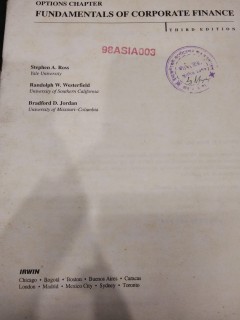 OPTIONS CHAPTER
FUNDAMENTALS OF CORPORATE FINANCE
THIRD EDITION
96ASIA003
Stephen A. Ross
Yale University
Randolph W. Westerfield
University of Southern California
Bradford D. Jordan
University of Missouri-Columbia
IRWIN
Chicago • Bogotá • Boston • Buenos Aires • Caracas
London • Madrid • Mexico City • Sydney • Toronto